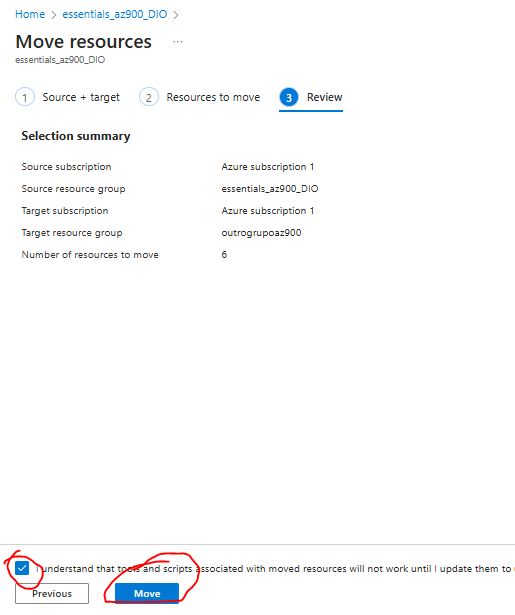 Home > essentials_az900_DIO >
Move resources ...
essentials_az900_DIO
1 Source + target 2 Resources to move 3 Review
Selection summary
Source subscription Azure subscription 1
Source resource group essentials_az900_DIO
Target subscription Azure subscription 1
Target resource group outrogrupoaz900
Number of resources to move 6
I understand that tools and scripts associated with moved resources will not work until I update them to
Previous Move